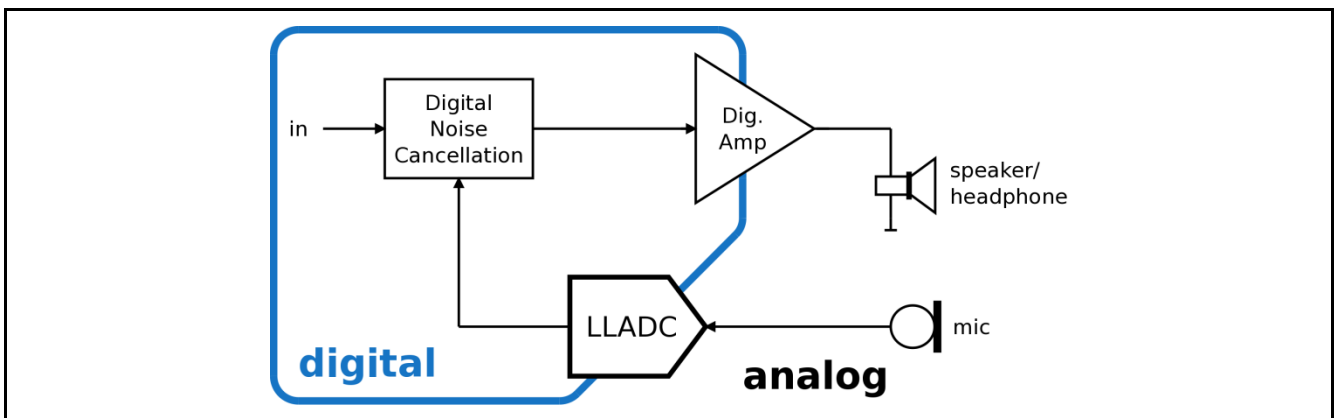 in
Digital
Noise
Cancellation
Dig.
Amp
speaker/
headphone
LLADC
mic
digital
analog